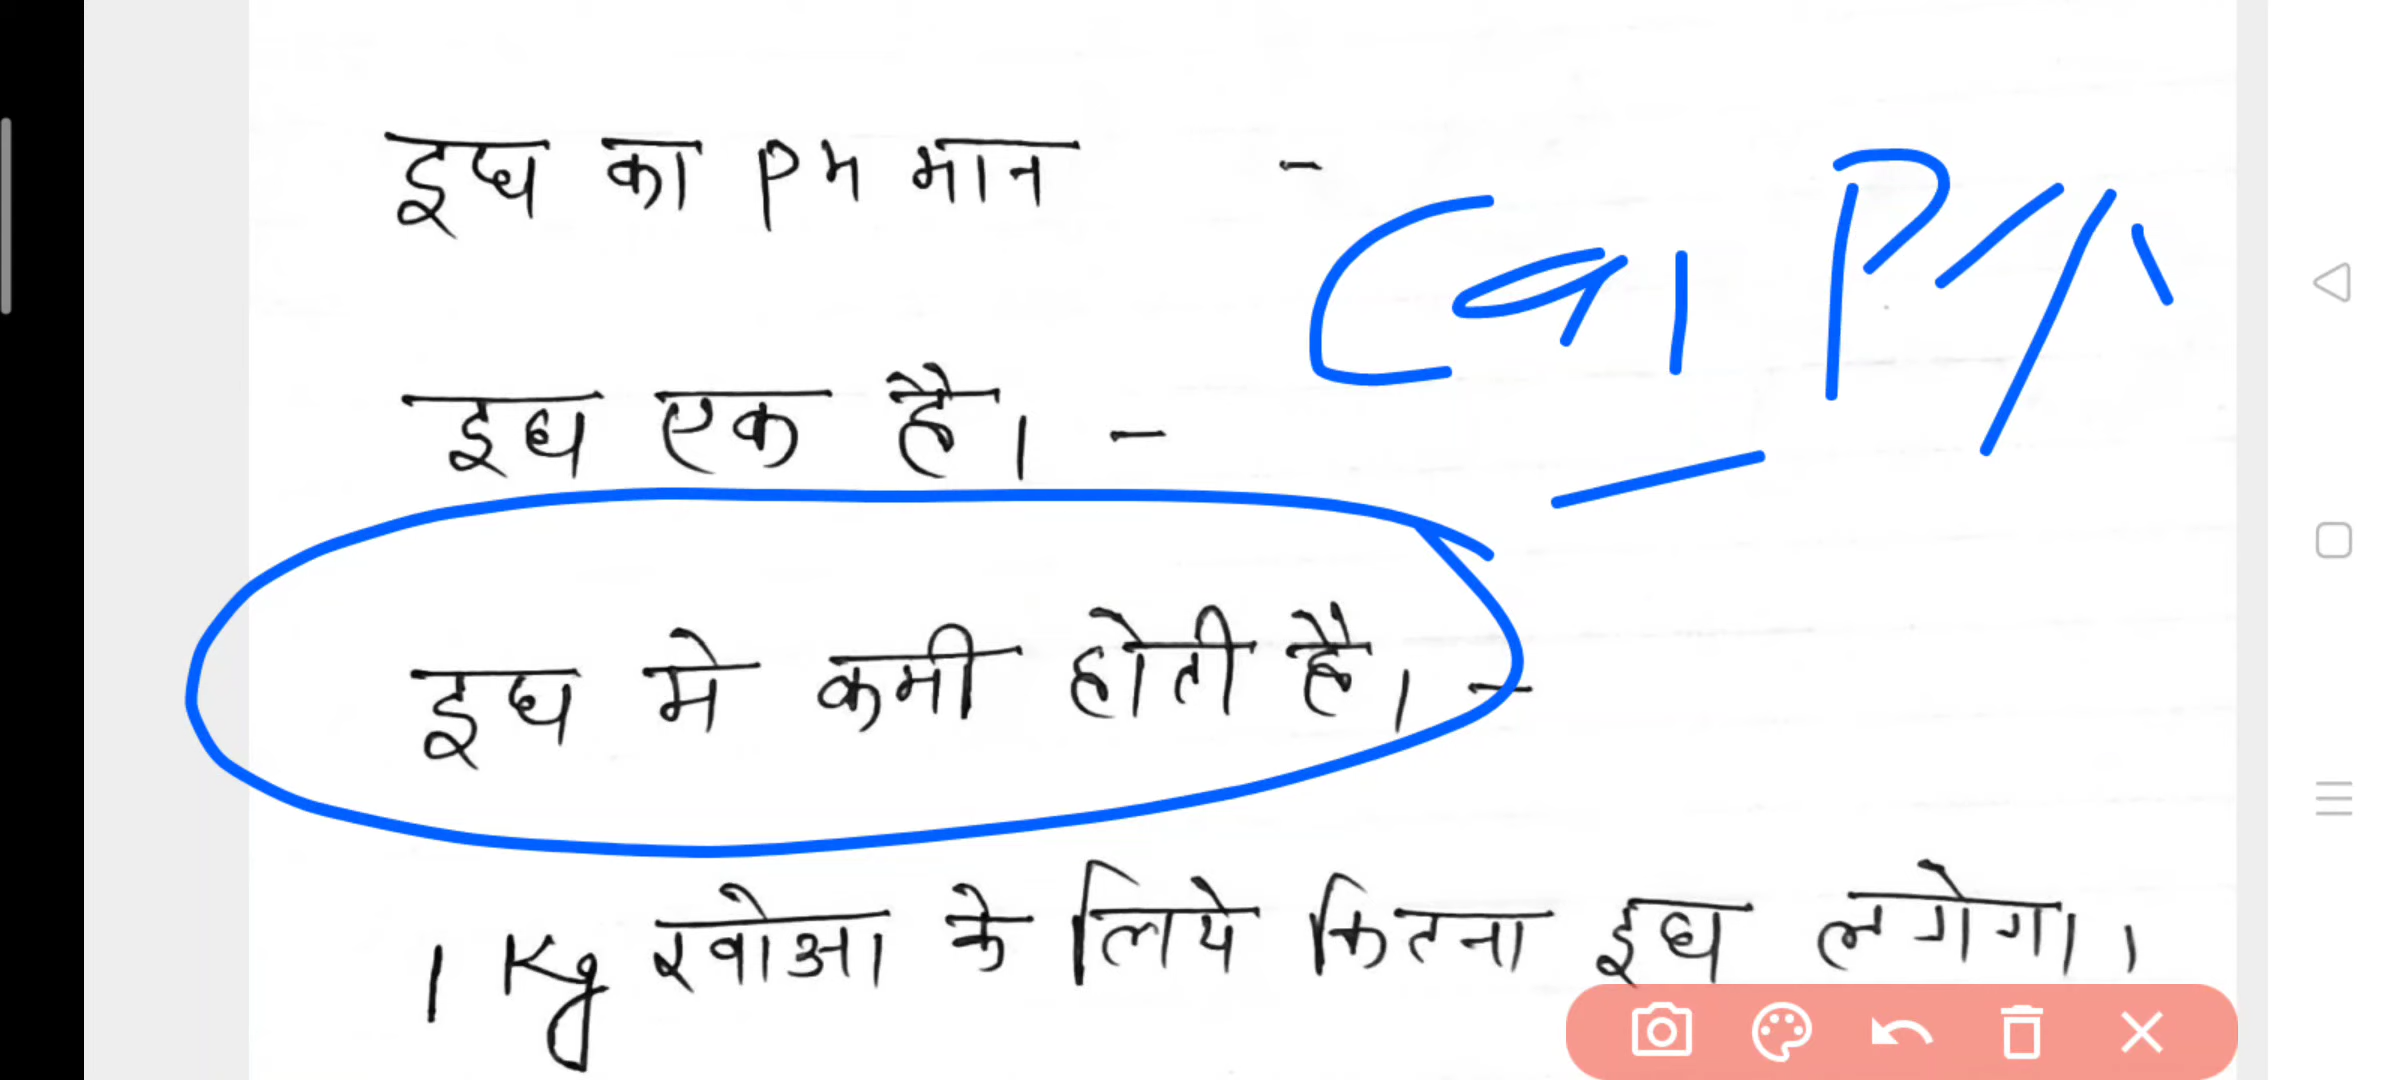 दुध का PH मान -
Ca, P
दुध एक है। -
दुध मे कमी होती है। -
1 Kg खोआ के लिये कितना दुध लगेगा।